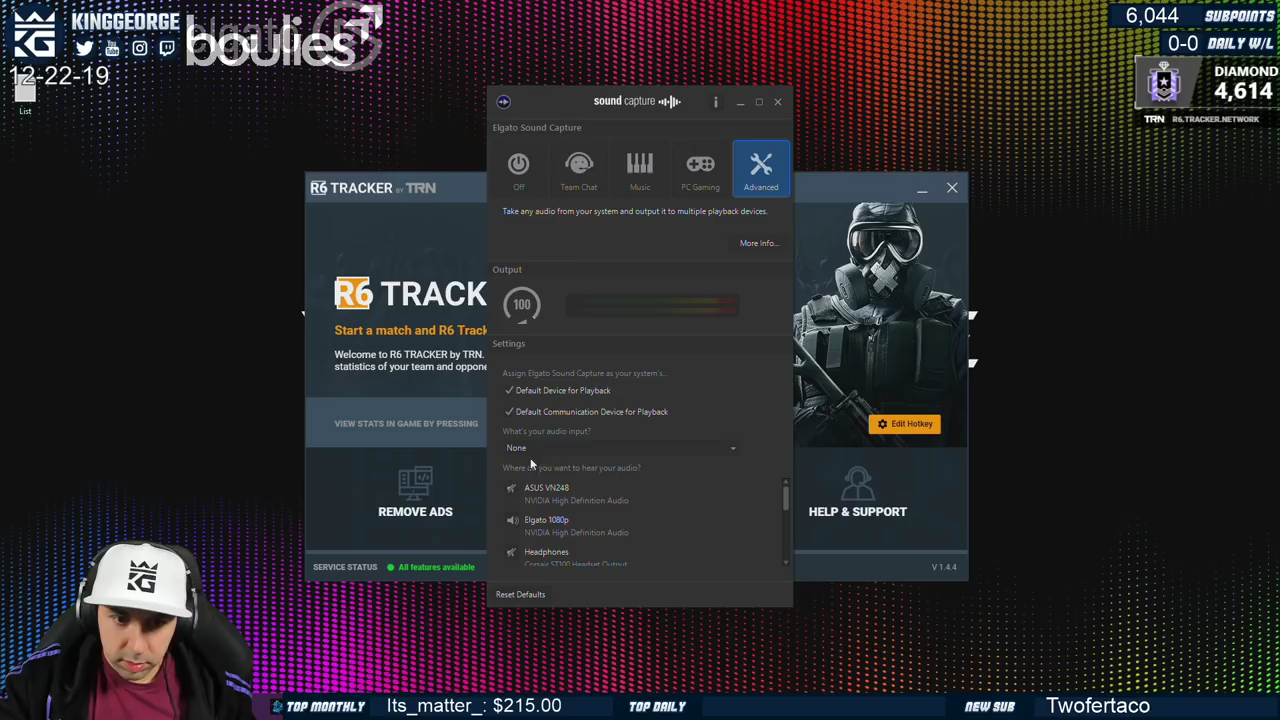 KINGGEORGE
elgato
boulies
12-22-19
List
6,044 SUBPOINTS
0-0 DAILY W/L
DIAMOND
4,614
TRN R6.TRACKER.NETWORK
sound capture
Elgato Sound Capture
Off
Team Chat
Music
PC Gaming
Advanced
Take any audio from your system and output it to multiple playback devices.
More Info...
Output
100
Settings
Assign Elgato Sound Capture as your system's...
Default Device for Playback
Default Communication Device for Playback
What's your audio input?
None
Where do you want to hear your audio?
ASUS VN248
NVIDIA High Definition Audio
Elgato 1080p
NVIDIA High Definition Audio
Headphones
Corsair ST100 Headset Output
Reset Defaults
R6 TRACKER BY TRN
R6 TRACK
Start a match and R6 Track
Welcome to R6 TRACKER by TRN.
statistics of your team and oppone
VIEW STATS IN GAME BY PRESSING
Edit Hotkey
REMOVE ADS
HELP & SUPPORT
SERVICE STATUS All features available
V 1.4.4
TOP MONTHLY Its_matter_: $215.00 TOP DAILY NEW SUB Twofertaco